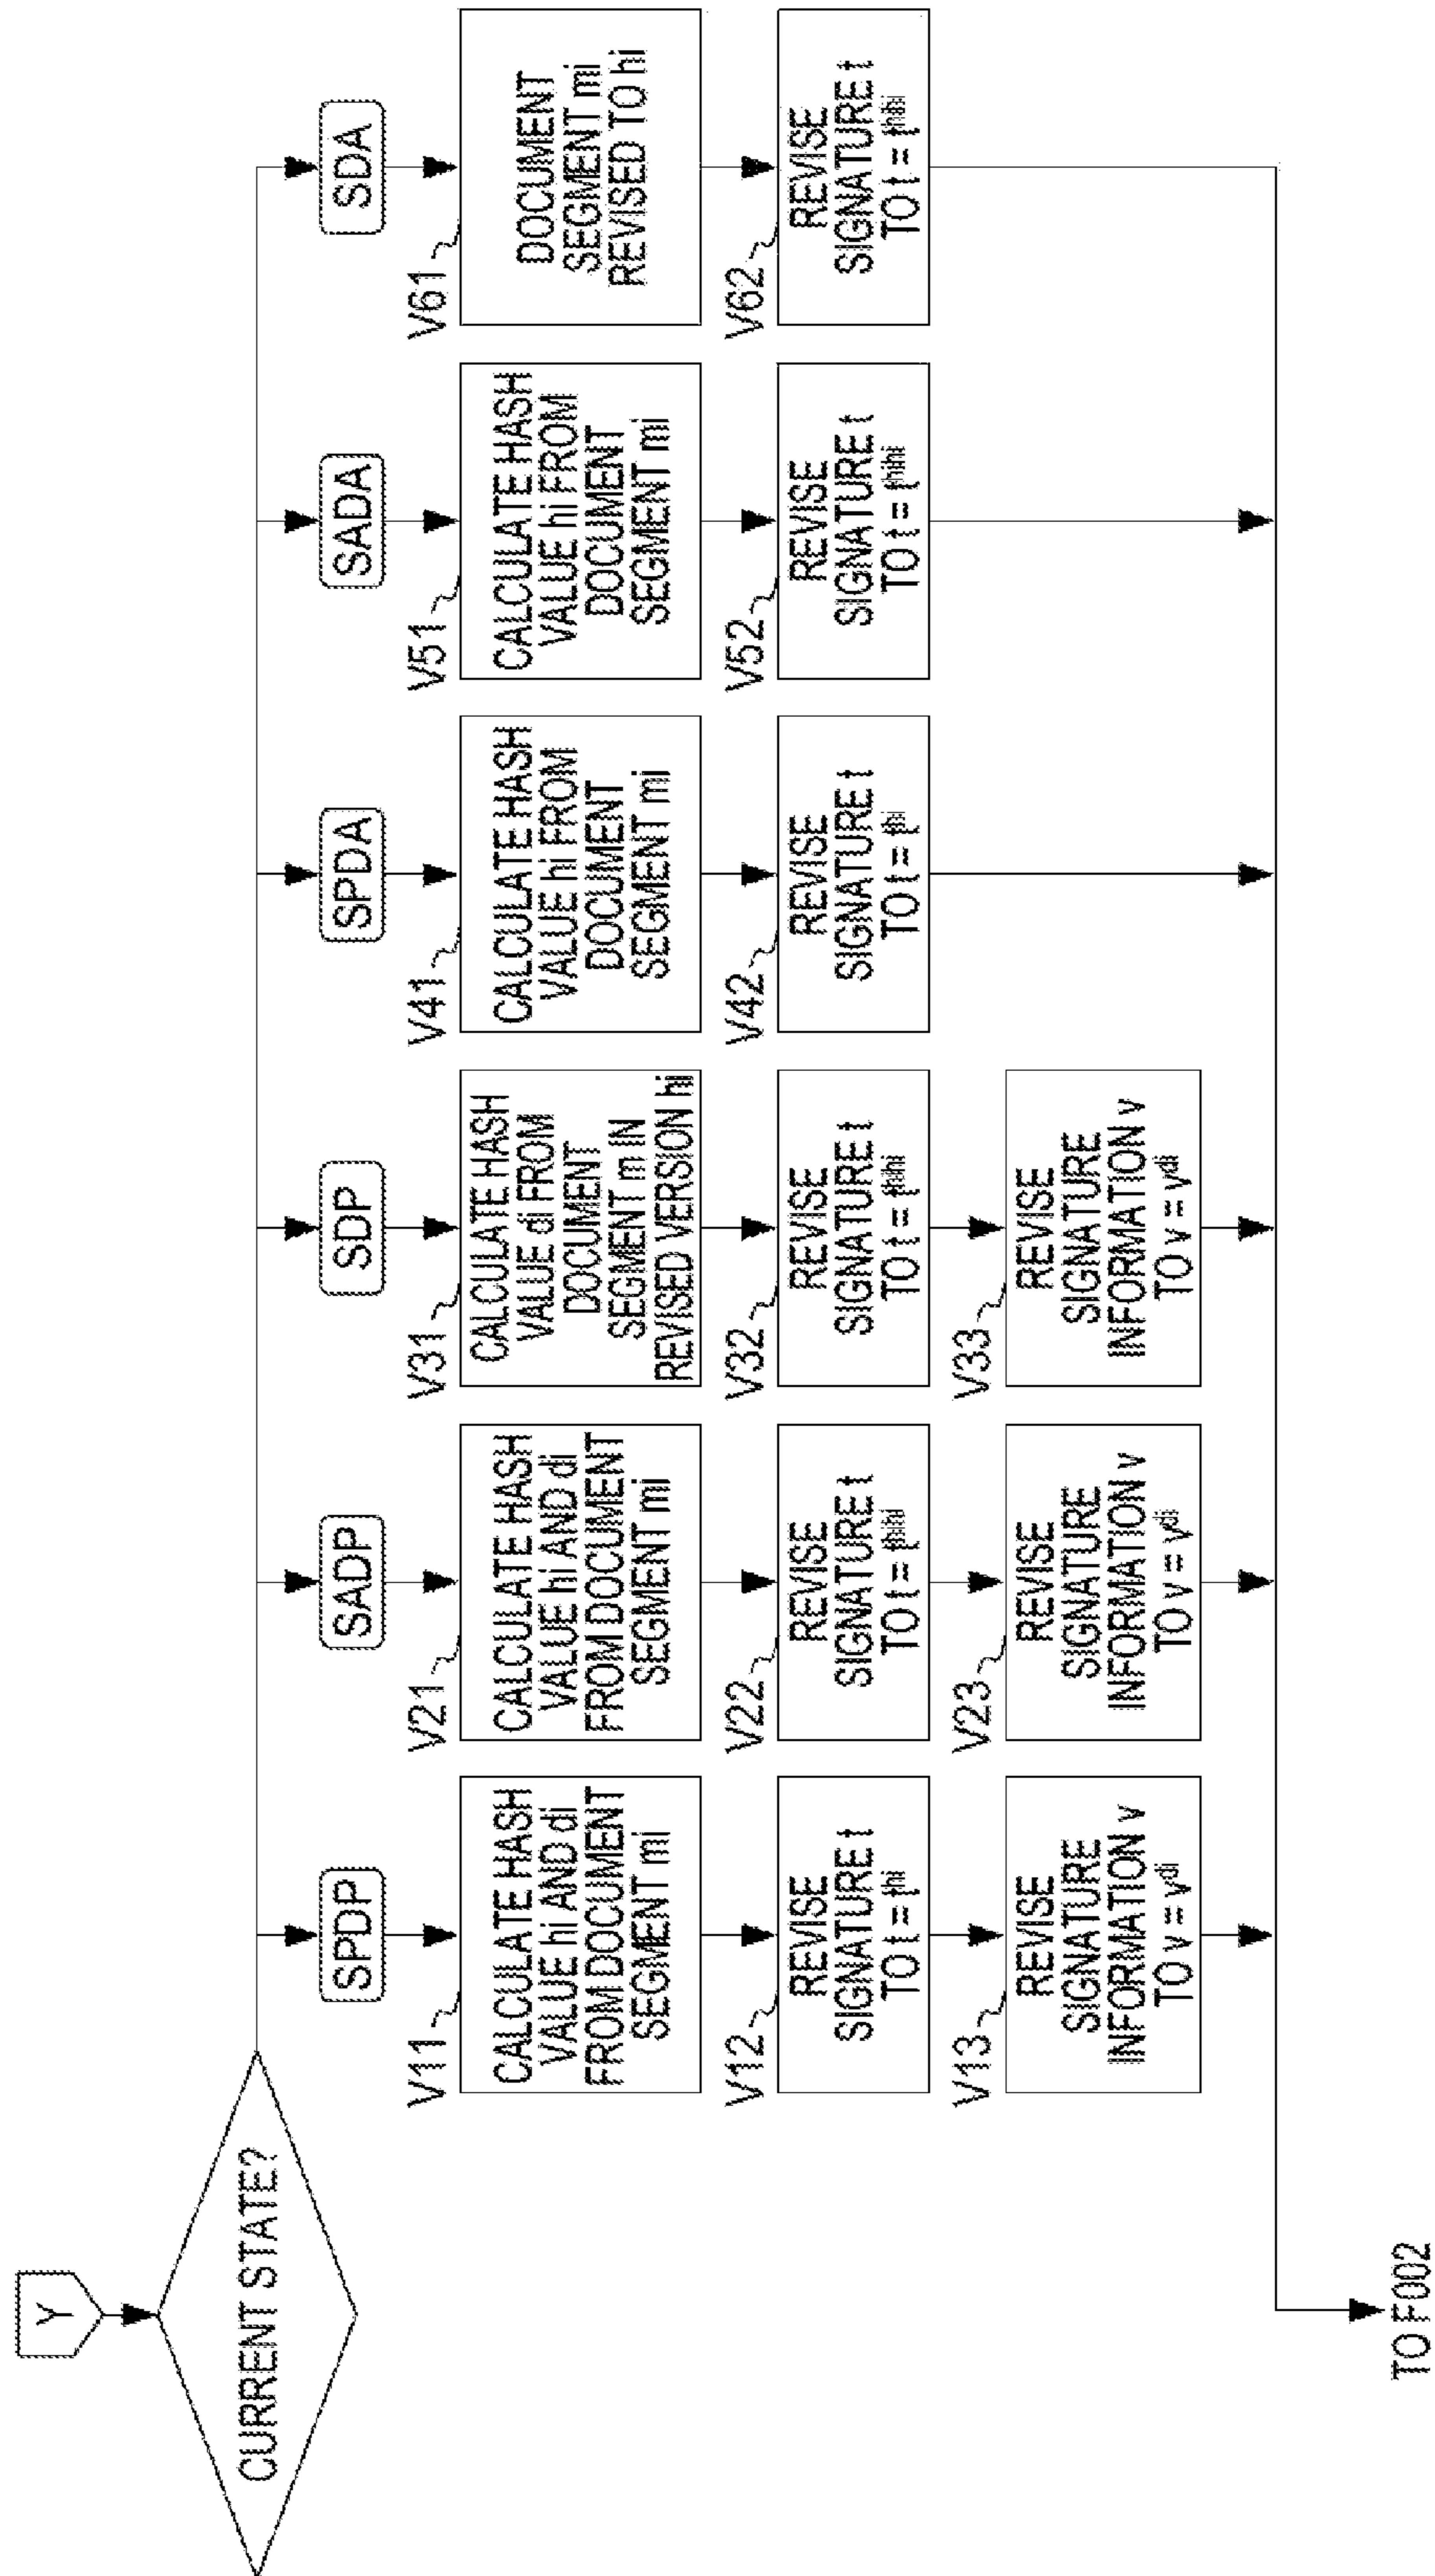 Y
CURRENT STATE?
SPDP
V11
CALCULATE HASH
VALUE hi AND di
FROM DOCUMENT
SEGMENT mi
V12
REVISE
SIGNATURE t
TO t = t^hi
V13
REVISE
SIGNATURE
INFORMATION v
TO v = v^di
SADP
V21
CALCULATE HASH
VALUE hi AND di
FROM DOCUMENT
SEGMENT mi
V22
REVISE
SIGNATURE t
TO t = t^hihi
V23
REVISE
SIGNATURE
INFORMATION v
TO v = v^di
SDP
V31
CALCULATE HASH
VALUE di FROM
DOCUMENT
SEGMENT m IN
REVISED VERSION hi
V32
REVISE
SIGNATURE t
TO t = t^hihi
V33
REVISE
SIGNATURE
INFORMATION v
TO v = v^di
SPDA
V41
CALCULATE HASH
VALUE hi FROM
DOCUMENT
SEGMENT mi
V42
REVISE
SIGNATURE t
TO t = t^hi
SADA
V51
CALCULATE HASH
VALUE hi FROM
DOCUMENT
SEGMENT mi
V52
REVISE
SIGNATURE t
TO t = t^hihi
SDA
V61
DOCUMENT
SEGMENT mi
REVISED TO hi
V62
REVISE
SIGNATURE t
TO t = t^hihi
TO F002